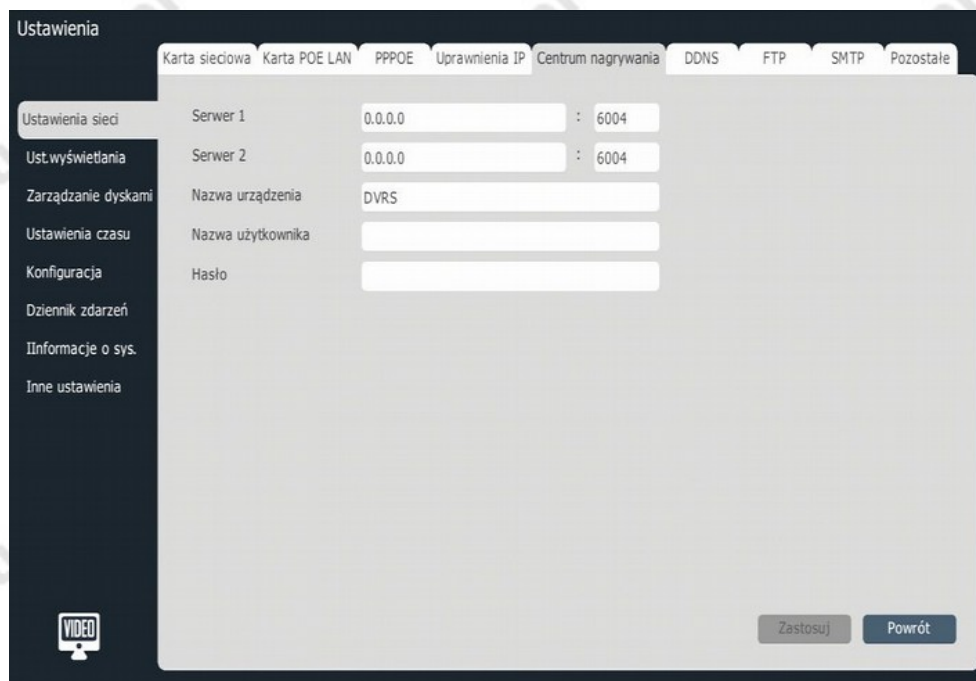 Ustawienia
Karta sieciowa Karta POE LAN PPPOE Uprawnienia IP Centrum nagrywania DDNS FTP SMTP Pozostałe
Ustawienia sieci
Ust.wyświetlania
Zarządzanie dyskami
Ustawienia czasu
Konfiguracja
Dziennik zdarzeń
IInformacje o sys.
Inne ustawienia
Serwer 1 0.0.0.0 : 6004
Serwer 2 0.0.0.0 : 6004
Nazwa urządzenia DVRS
Nazwa użytkownika
Hasło
VIDEO
Zastosuj Powrót